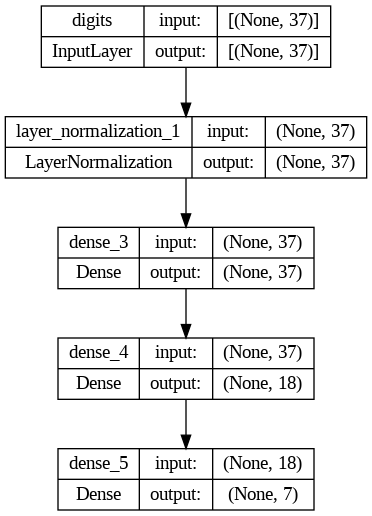 digits input: [(None, 37)]
InputLayer output: [(None, 37)]
layer_normalization_1 input: (None, 37)
LayerNormalization output: (None, 37)
dense_3 input: (None, 37)
Dense output: (None, 37)
dense_4 input: (None, 37)
Dense output: (None, 18)
dense_5 input: (None, 18)
Dense output: (None, 7)